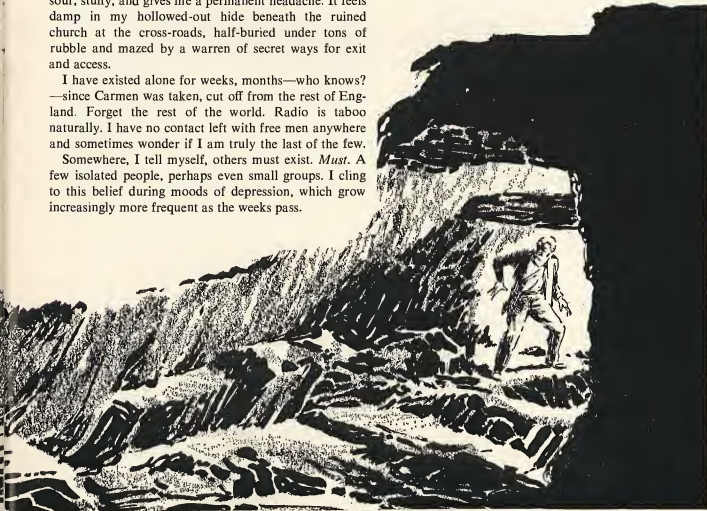 sour, stuffy, and gives me a permanent headache. It feels
damp in my hollowed-out hide beneath the ruined
church at the cross-roads, half-buried under tons of
rubble and mazed by a warren of secret ways for exit
and access.
I have existed alone for weeks, months—who knows?
—since Carmen was taken, cut off from the rest of Eng-
land. Forget the rest of the world. Radio is taboo
naturally. I have no contact left with free men anywhere
and sometimes wonder if I am truly the last of the few.
Somewhere, I tell myself, others must exist. Must. A
few isolated people, perhaps even small groups. I cling
to this belief during moods of depression, which grow
increasingly more frequent as the weeks pass.